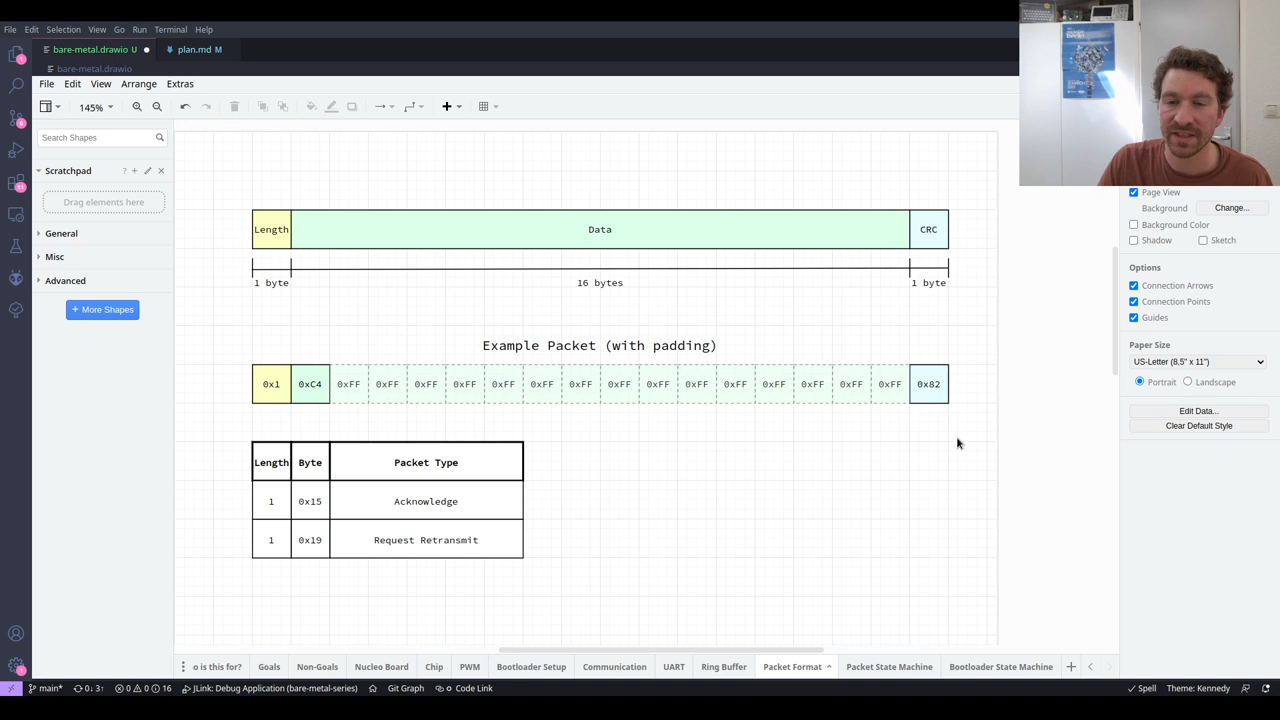 File Edit Selection View Go Run Terminal Help
bare-metal.drawio U plan.md M
bare-metal.drawio
File Edit View Arrange Extras
145%
Search Shapes
Scratchpad
Drag elements here
General
Misc
Advanced
+ More Shapes
Length Data CRC
1 byte 16 bytes 1 byte
Example Packet (with padding)
0x1 0xC4 0xFF 0xFF 0xFF 0xFF 0xFF 0xFF 0xFF 0xFF 0xFF 0xFF 0xFF 0xFF 0xFF 0xFF 0xFF 0x82
Length Byte Packet Type
1 0x15 Acknowledge
1 0x19 Request Retransmit
Page View
Background Change...
Background Color
Shadow Sketch
Options
Connection Arrows
Connection Points
Guides
Paper Size
US-Letter (8,5" x 11")
Portrait Landscape
Edit Data...
Clear Default Style
o is this for? Goals Non-Goals Nucleo Board Chip PWM Bootloader Setup Communication UART Ring Buffer Packet Format Packet State Machine Bootloader State Machine
main* 0↓ 3↑ 0 0 16 JLink: Debug Application (bare-metal-series) Git Graph Code Link Spell Theme: Kennedy